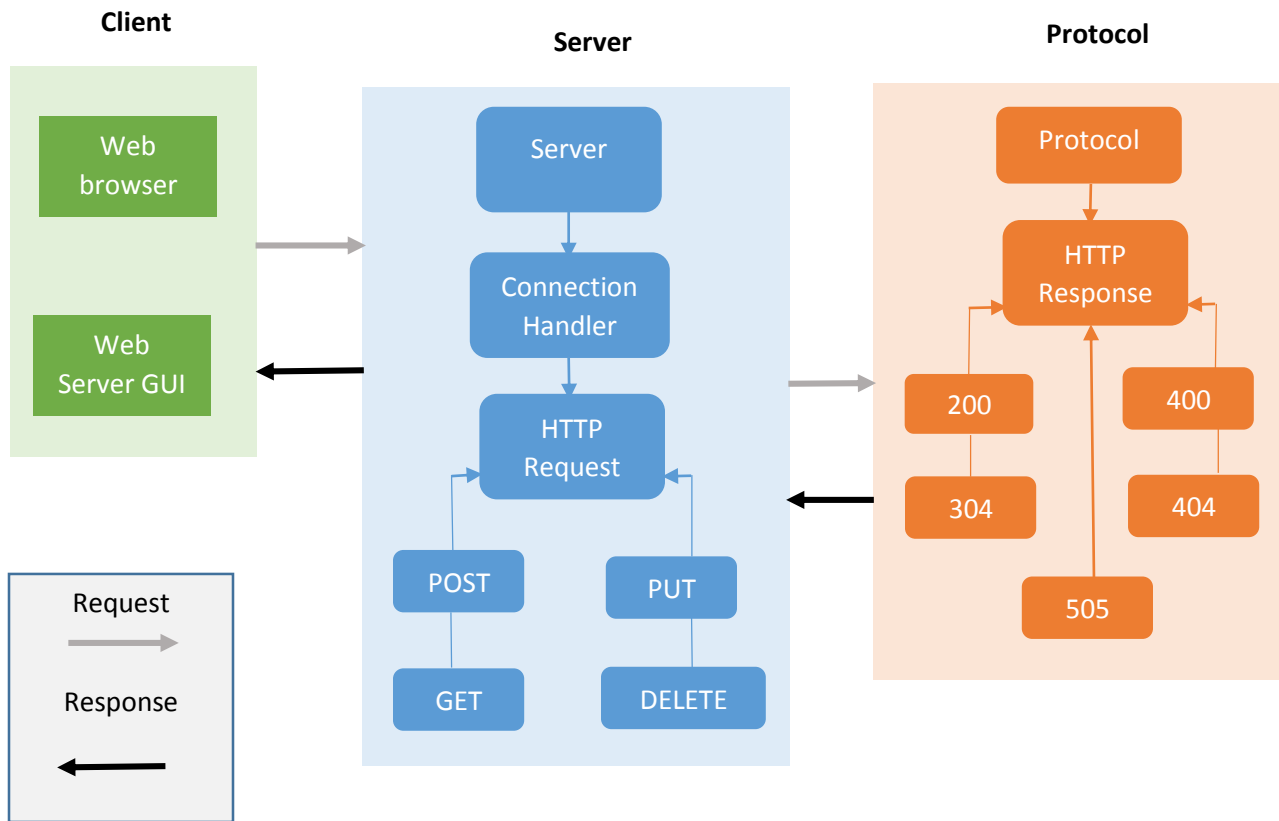 Client
Server
Protocol
Web
browser
Web
Server GUI
Server
Connection
Handler
HTTP
Request
POST
PUT
GET
DELETE
Protocol
HTTP
Response
200
400
304
404
505
Request
Response